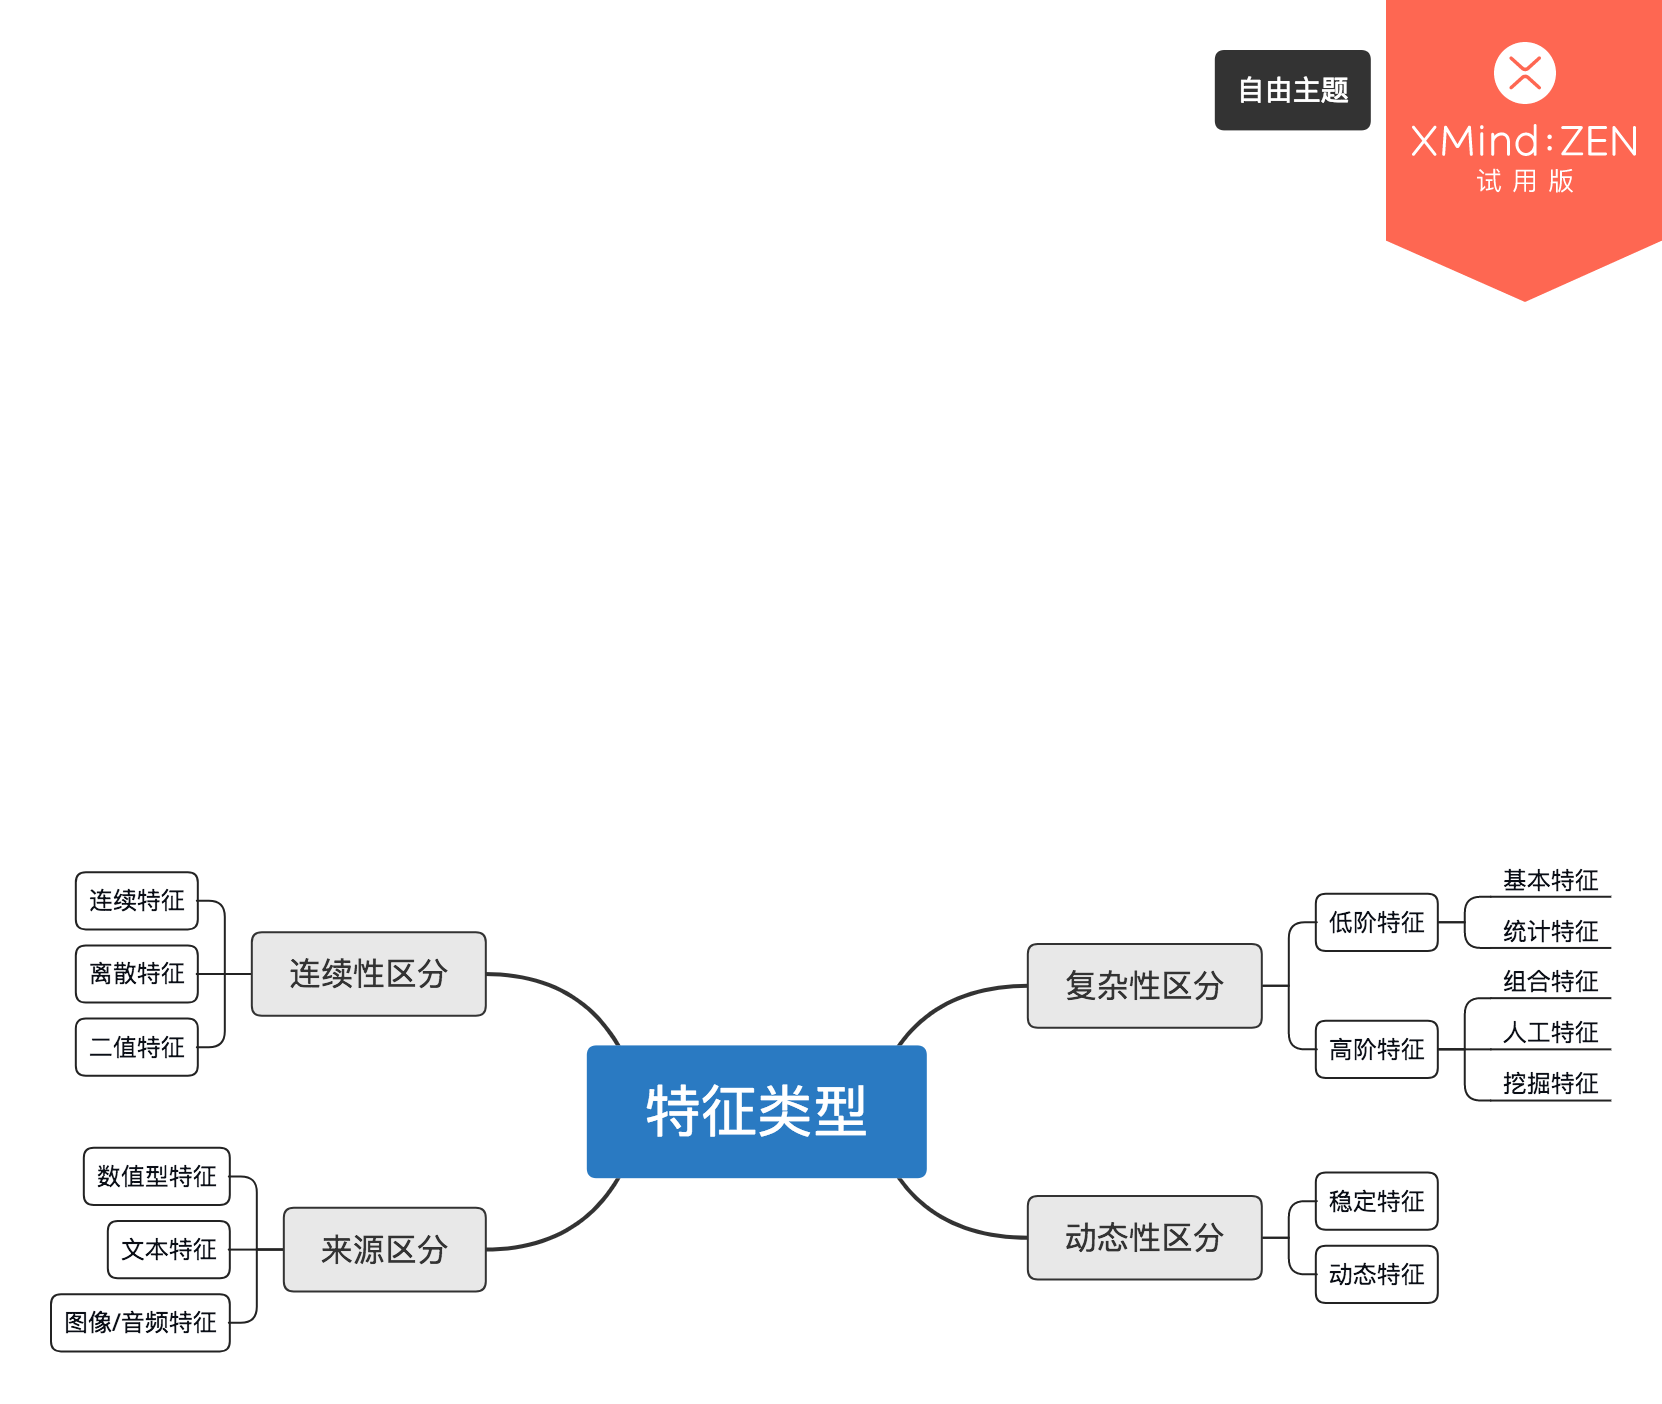 自由主题
XMind:ZEN
试用版
特征类型
连续性区分
连续特征
离散特征
二值特征
来源区分
数值型特征
文本特征
图像/音频特征
复杂性区分
低阶特征
基本特征
统计特征
高阶特征
组合特征
人工特征
挖掘特征
动态性区分
稳定特征
动态特征